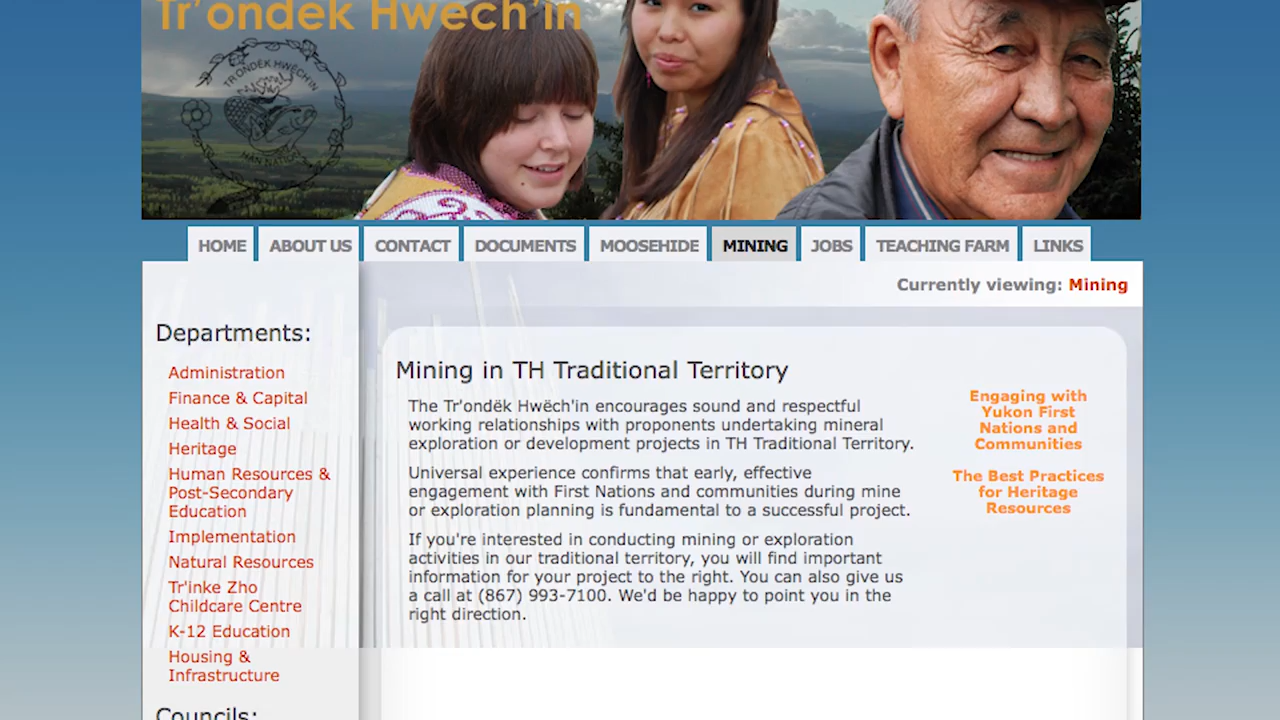 Tr'ondëk Hwëch'in
TR'ONDËK HWËCH'IN
HÄN NATION
HOME
ABOUT US
CONTACT
DOCUMENTS
MOOSEHIDE
MINING
JOBS
TEACHING FARM
LINKS
Currently viewing: Mining
Departments:
Administration
Finance & Capital
Health & Social
Heritage
Human Resources &
Post-Secondary
Education
Implementation
Natural Resources
Tr'inke Zho
Childcare Centre
K-12 Education
Housing &
Infrastructure
Councils:
Mining in TH Traditional Territory
The Tr'ondëk Hwëch'in encourages sound and respectful
working relationships with proponents undertaking mineral
exploration or development projects in TH Traditional Territory.
Universal experience confirms that early, effective
engagement with First Nations and communities during mine
or exploration planning is fundamental to a successful project.
If you're interested in conducting mining or exploration
activities in our traditional territory, you will find important
information for your project to the right. You can also give us
a call at (867) 993-7100. We'd be happy to point you in the
right direction.
Engaging with
Yukon First
Nations and
Communities
The Best Practices
for Heritage
Resources